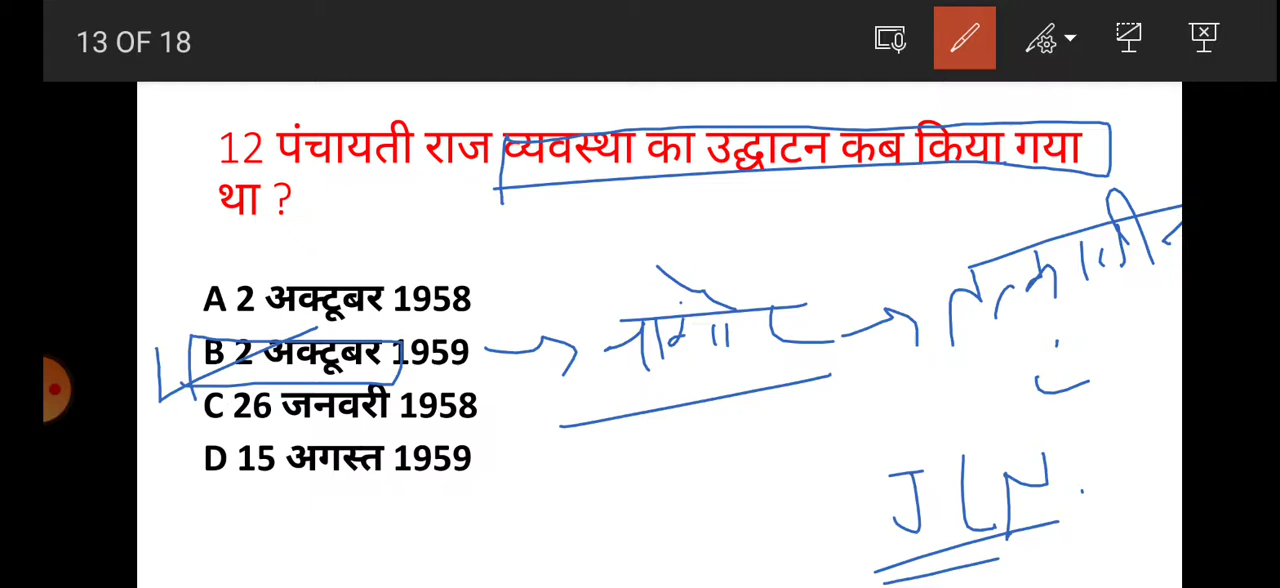 13 OF 18
12 पंचायती राज व्यवस्था का उद्घाटन कब किया गया
था ?
A 2 अक्टूबर 1958
B 2 अक्टूबर 1959
C 26 जनवरी 1958
D 15 अगस्त 1959
JLN